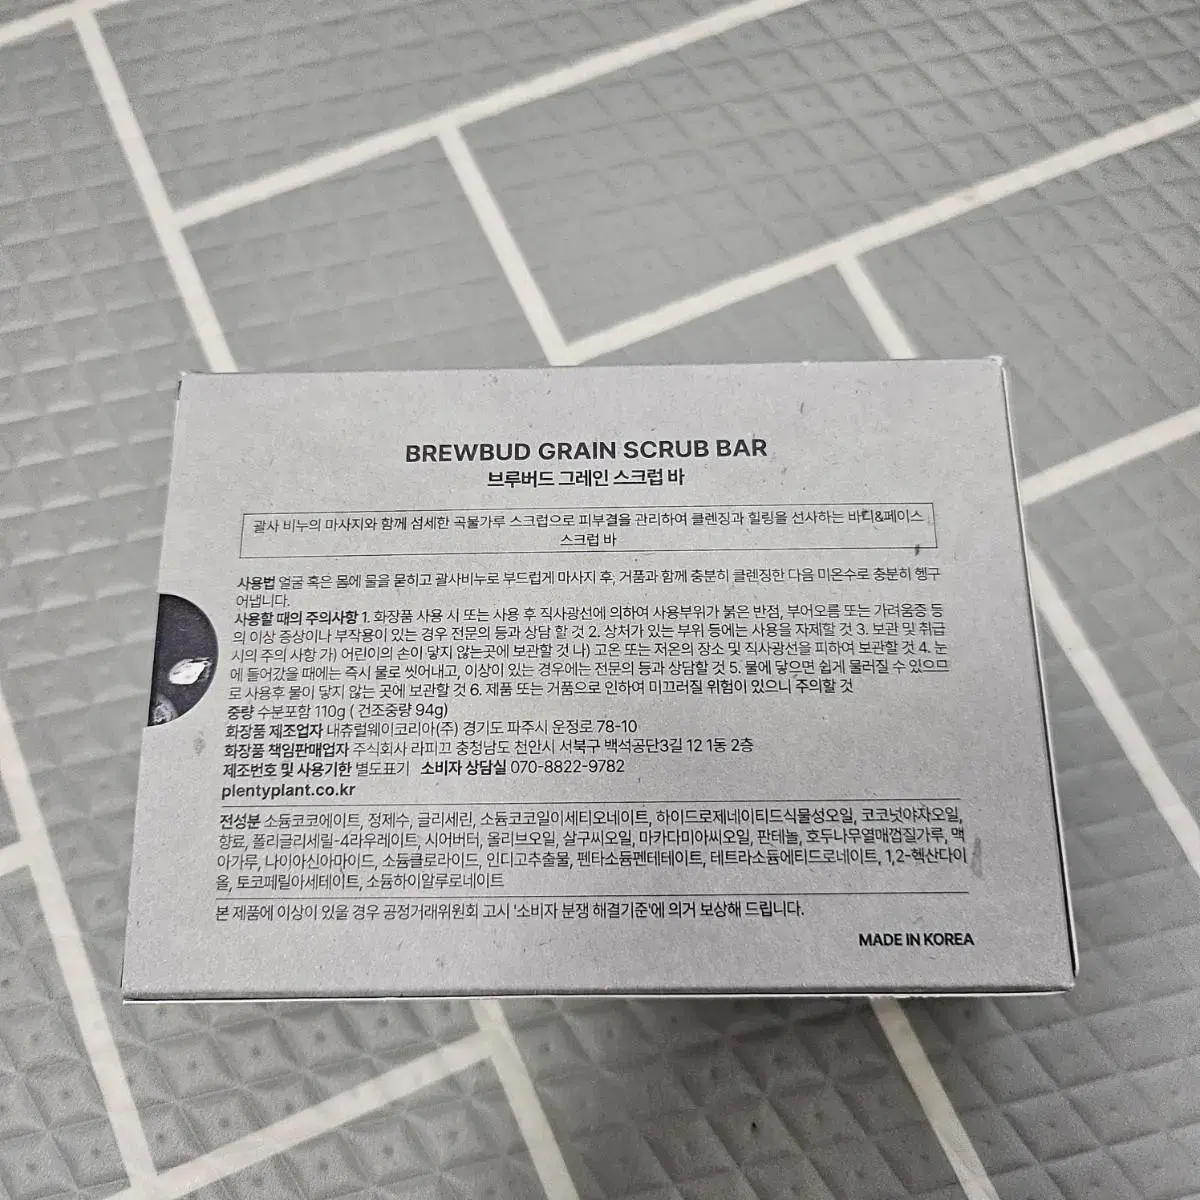 BREWBUD GRAIN SCRUB BAR
브루버드 그레인 스크럽 바
괄사 비누의 마사지와 함께 섬세한 곡물가루 스크럽으로 피부결을 관리하여 클렌징과 힐링을 선사하는 바디&페이스
스크럽 바
사용법 얼굴 혹은 몸에 물을 묻히고 괄사비누로 부드럽게 마사지 후, 거품과 함께 충분히 클렌징한 다음 미온수로 충분히 헹구
어냅니다.
사용할 때의 주의사항 1. 화장품 사용 시 또는 사용 후 직사광선에 의하여 사용부위가 붉은 반점, 부어오름 또는 가려움증 등
의 이상 증상이나 부작용이 있는 경우 전문의 등과 상담 할 것 2. 상처가 있는 부위 등에는 사용을 자제할 것 3. 보관 및 취급
시의 주의 사항 가) 어린이의 손이 닿지 않는곳에 보관할 것 나) 고온 또는 저온의 장소 및 직사광선을 피하여 보관할 것 4. 눈
에 들어갔을 때에는 즉시 물로 씻어내고, 이상이 있는 경우에는 전문의 등과 상담할 것 5. 물에 닿으면 쉽게 물러질 수 있으므
로 사용후 물이 닿지 않는 곳에 보관할 것 6. 제품 또는 거품으로 인하여 미끄러질 위험이 있으니 주의할 것
중량 수분포함 110g ( 건조중량 94g)
화장품 제조업자 내츄럴웨이코리아(주) 경기도 파주시 운정로 78-10
화장품 책임판매업자 주식회사 라피끄 충청남도 천안시 서북구 백석공단3길 12 1동 2층
제조번호 및 사용기한 별도표기 소비자 상담실 070-8822-9782
plentyplant.co.kr
전성분 소듐코코에이트, 정제수, 글리세린, 소듐코코일이세티오네이트, 하이드로제네이티드식물성오일, 코코넛야자오일,
향료, 폴리글리세릴-4라우레이트, 시어버터, 올리브오일, 살구씨오일, 마카다미아씨오일, 판테놀, 호두나무열매껍질가루, 맥
아가루, 나이아신아마이드, 소듐클로라이드, 인디고추출물, 펜타소듐펜테테이트, 테트라소듐에티드로네이트, 1,2-헥산다이
올, 토코페릴아세테이트, 소듐하이알루로네이트
본 제품에 이상이 있을 경우 공정거래위원회 고시 '소비자 분쟁 해결기준'에 의거 보상해 드립니다.
MADE IN KOREA